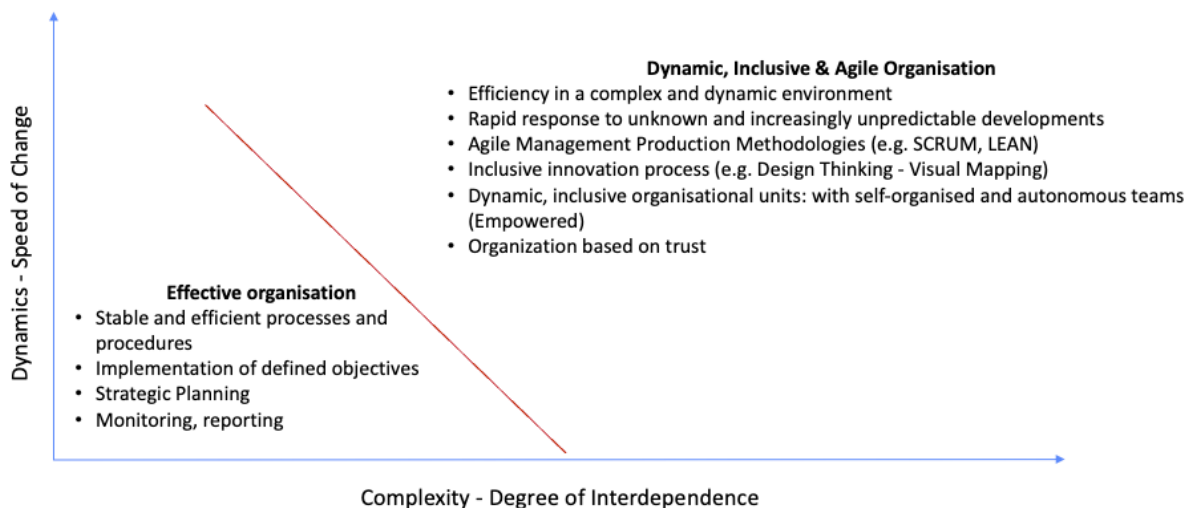 Dynamics - Speed of Change
Dynamic, Inclusive & Agile Organisation
• Efficiency in a complex and dynamic environment
• Rapid response to unknown and increasingly unpredictable developments
• Agile Management Production Methodologies (e.g. SCRUM, LEAN)
• Inclusive innovation process (e.g. Design Thinking - Visual Mapping)
• Dynamic, inclusive organisational units: with self-organised and autonomous teams
(Empowered)
• Organization based on trust
Effective organisation
• Stable and efficient processes and
procedures
• Implementation of defined objectives
• Strategic Planning
• Monitoring, reporting
Complexity - Degree of Interdependence